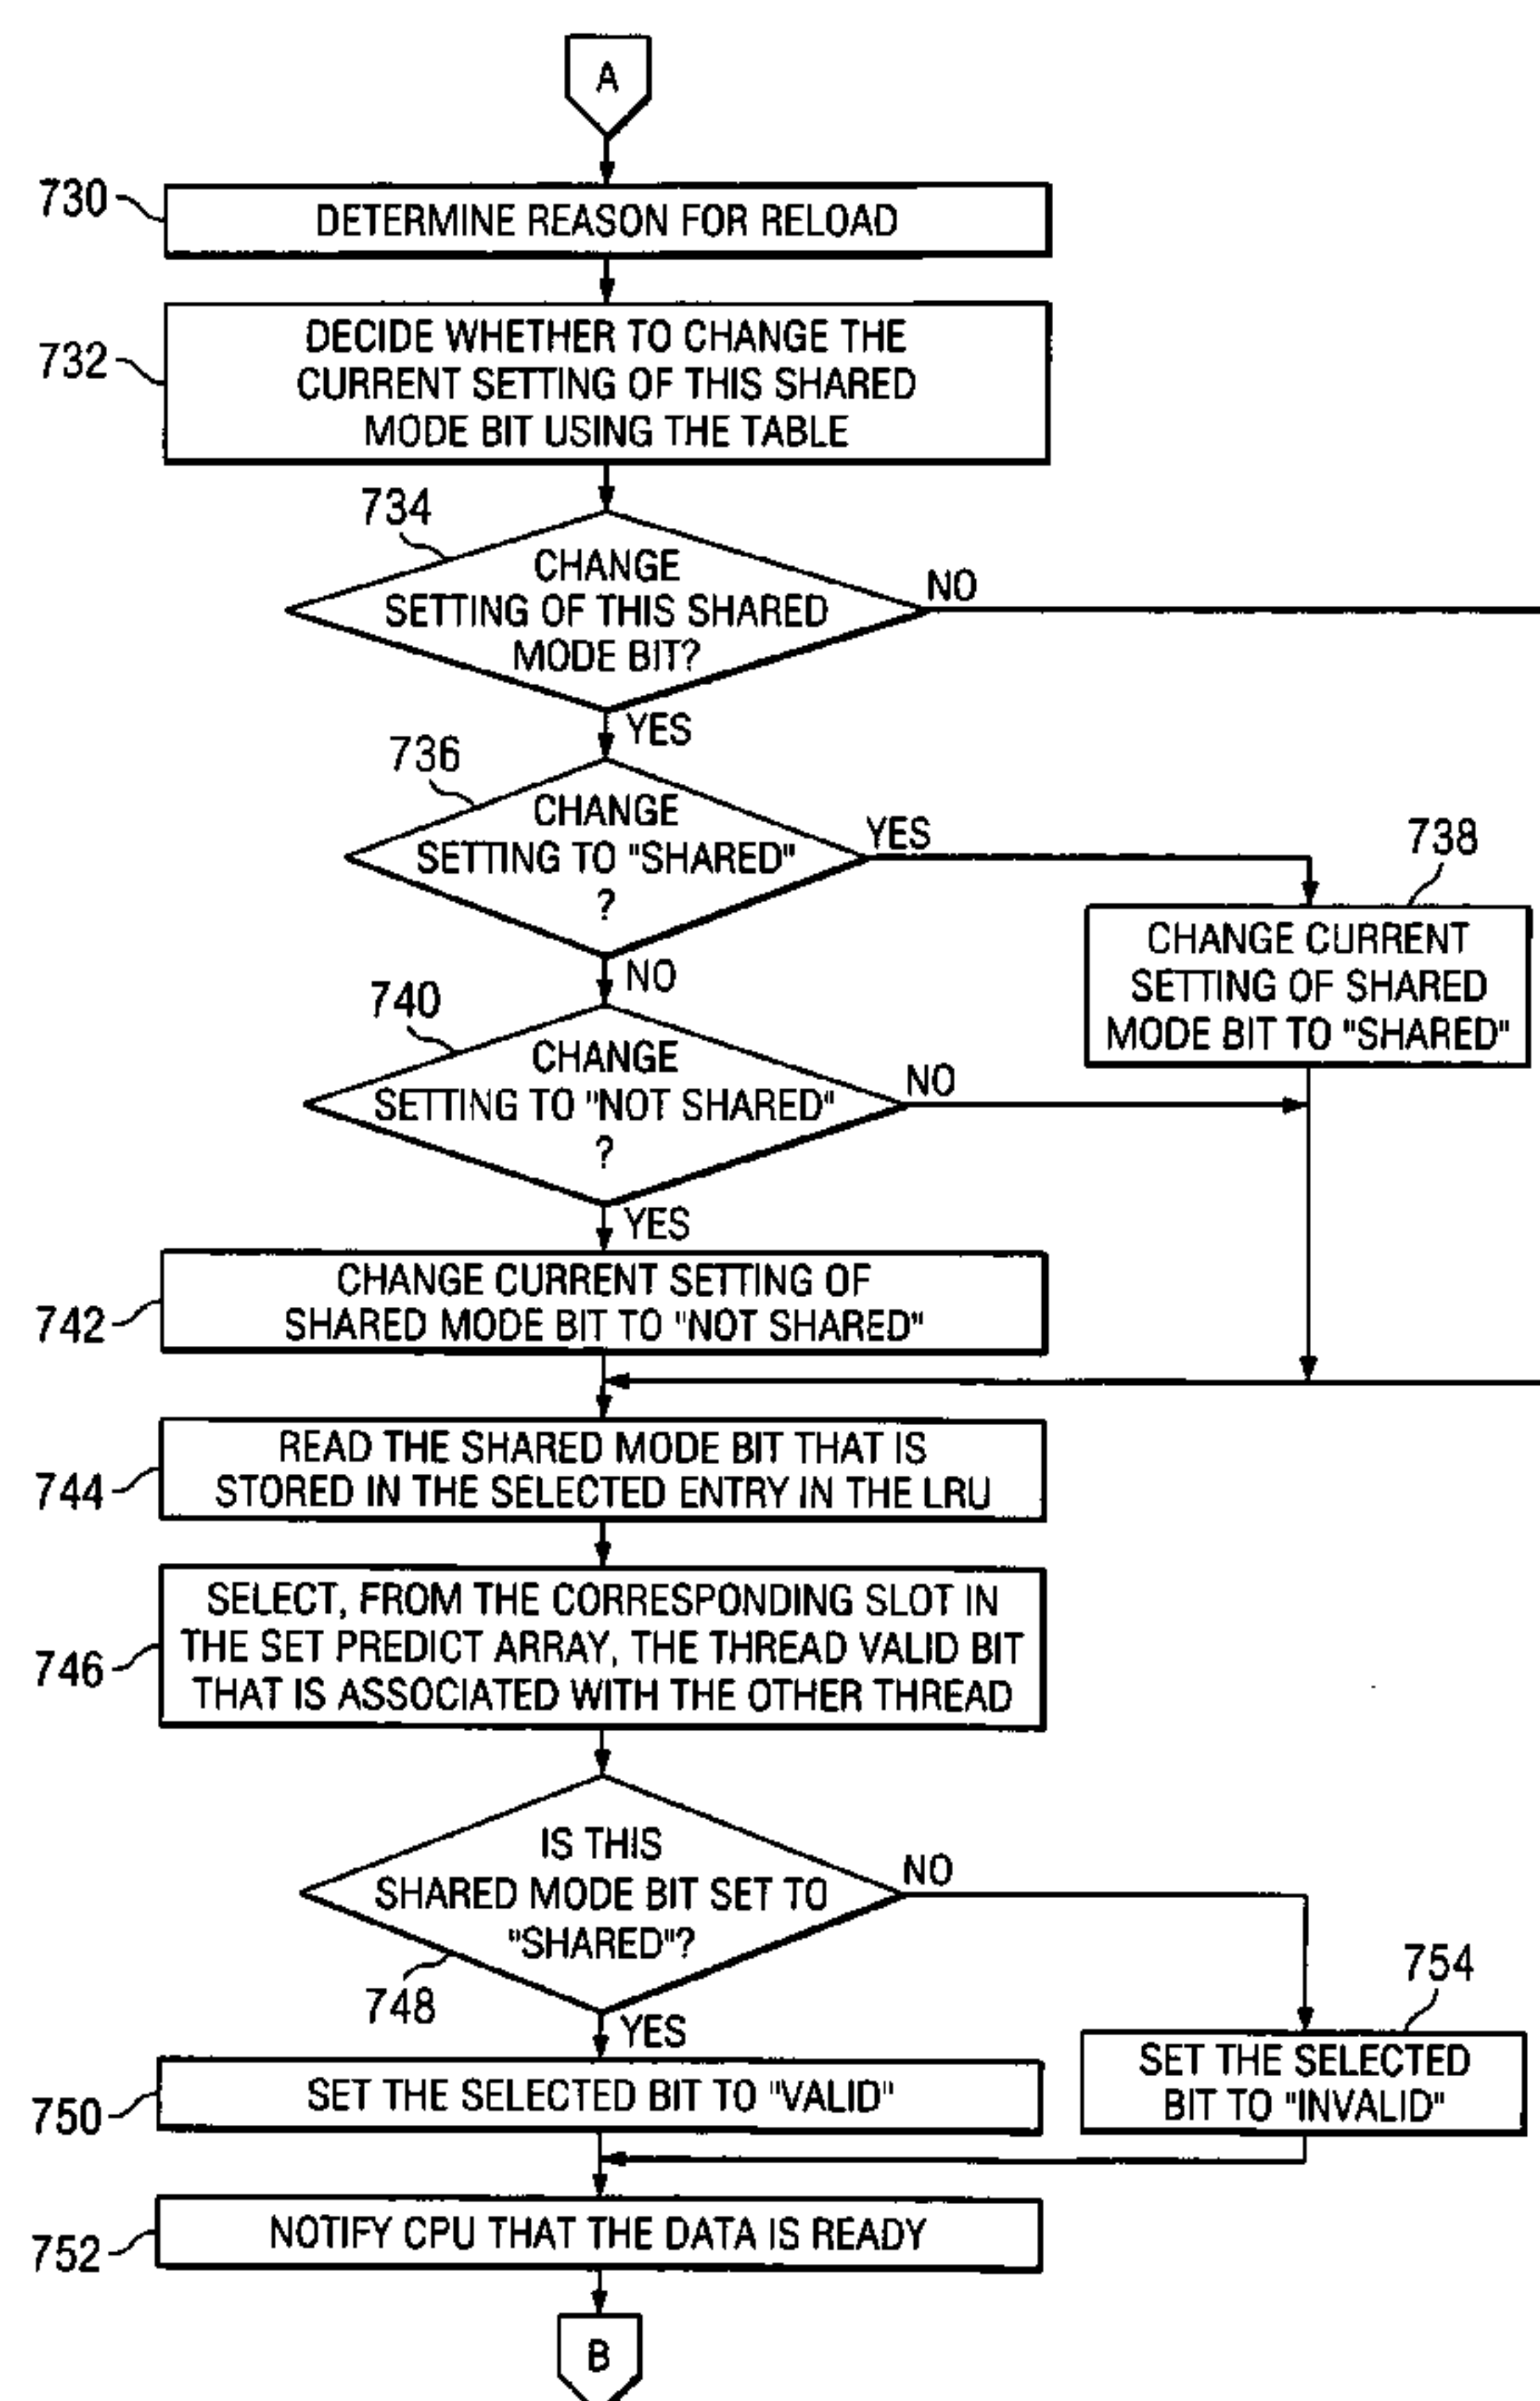 A
730
DETERMINE REASON FOR RELOAD
732
DECIDE WHETHER TO CHANGE THE
CURRENT SETTING OF THIS SHARED
MODE BIT USING THE TABLE
734
CHANGE
SETTING OF THIS SHARED
MODE BIT?
NO
YES
736
CHANGE
SETTING TO "SHARED"
?
YES
738
CHANGE CURRENT
SETTING OF SHARED
MODE BIT TO "SHARED"
NO
740
CHANGE
SETTING TO "NOT SHARED"
?
NO
YES
742
CHANGE CURRENT SETTING OF
SHARED MODE BIT TO "NOT SHARED"
744
READ THE SHARED MODE BIT THAT IS
STORED IN THE SELECTED ENTRY IN THE LRU
746
SELECT, FROM THE CORRESPONDING SLOT IN
THE SET PREDICT ARRAY, THE THREAD VALID BIT
THAT IS ASSOCIATED WITH THE OTHER THREAD
IS THIS
SHARED MODE BIT SET TO
"SHARED"?
748
NO
YES
754
SET THE SELECTED
BIT TO "INVALID"
750
SET THE SELECTED BIT TO "VALID"
752
NOTIFY CPU THAT THE DATA IS READY
B